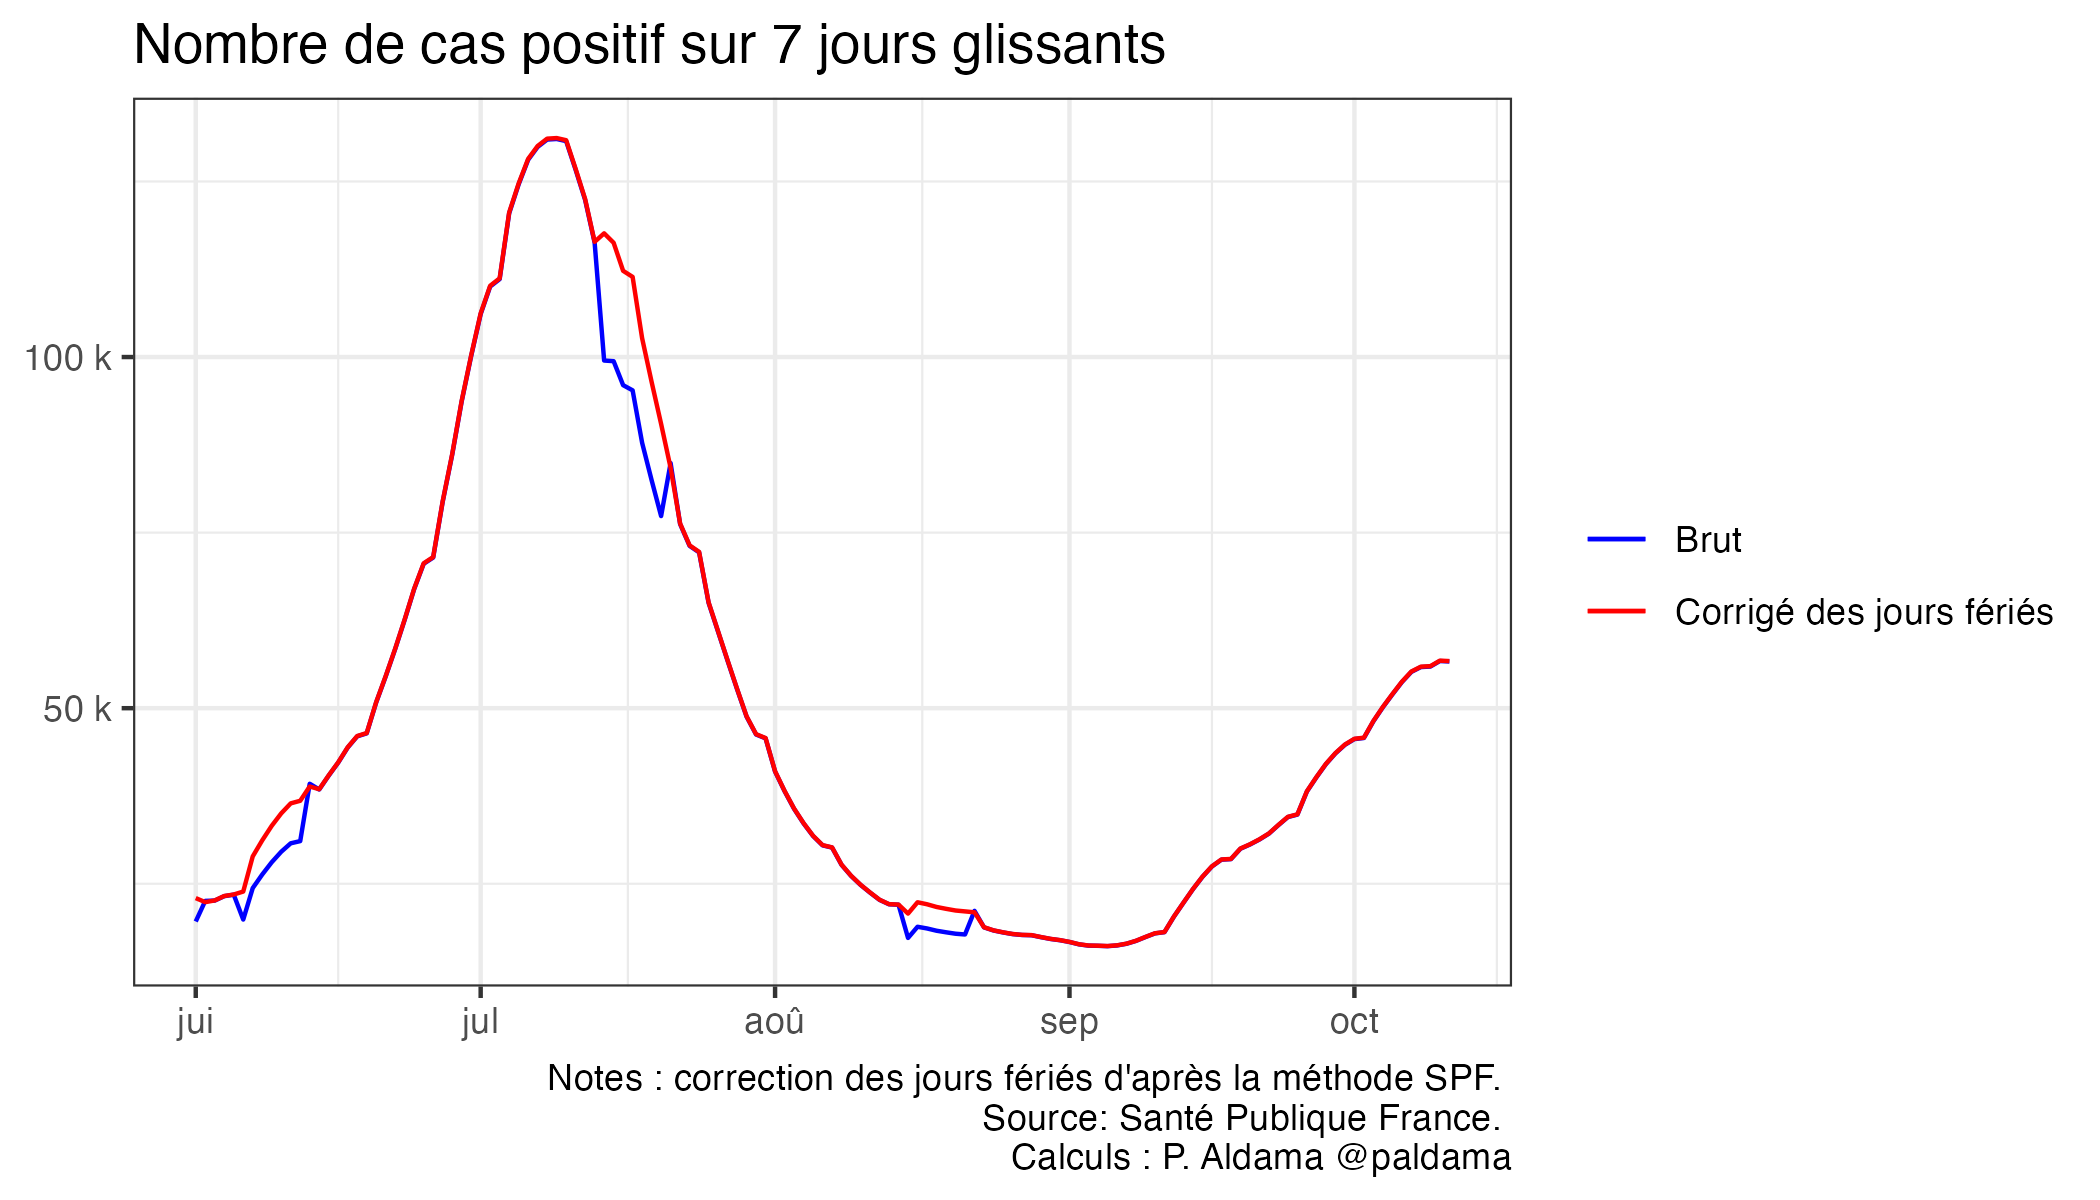 Nombre de cas positif sur 7 jours glissants
100 k
50 k
jui
jul
aoû
sep
oct
Brut
Corrigé des jours fériés
Notes : correction des jours fériés d'après la méthode SPF.
Source: Santé Publique France.
Calculs : P. Aldama @paldama